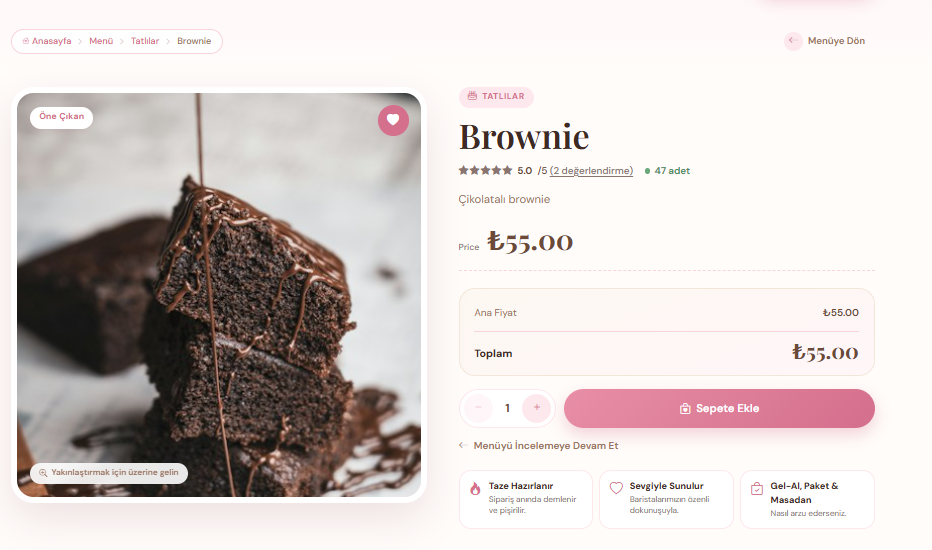 Anasayfa > Menü > Tatlılar > Brownie
Menüye Dön
Öne Çıkan
TATLILAR
Brownie
5.0 /5 (2 değerlendirme) 47 adet
Çikolatalı brownie
Price ₺55.00
Ana Fiyat ₺55.00
Toplam ₺55.00
− 1 + Sepete Ekle
Menüyü İncelemeye Devam Et
Yakınlaştırmak için üzerine gelin
Taze Hazırlanır
Sipariş anında demlenir
ve pişirilir.
Sevgiyle Sunulur
Baristalarımızın özenli
dokunuşuyla.
Gel-Al, Paket &
Masadan
Nasıl arzu ederseniz.